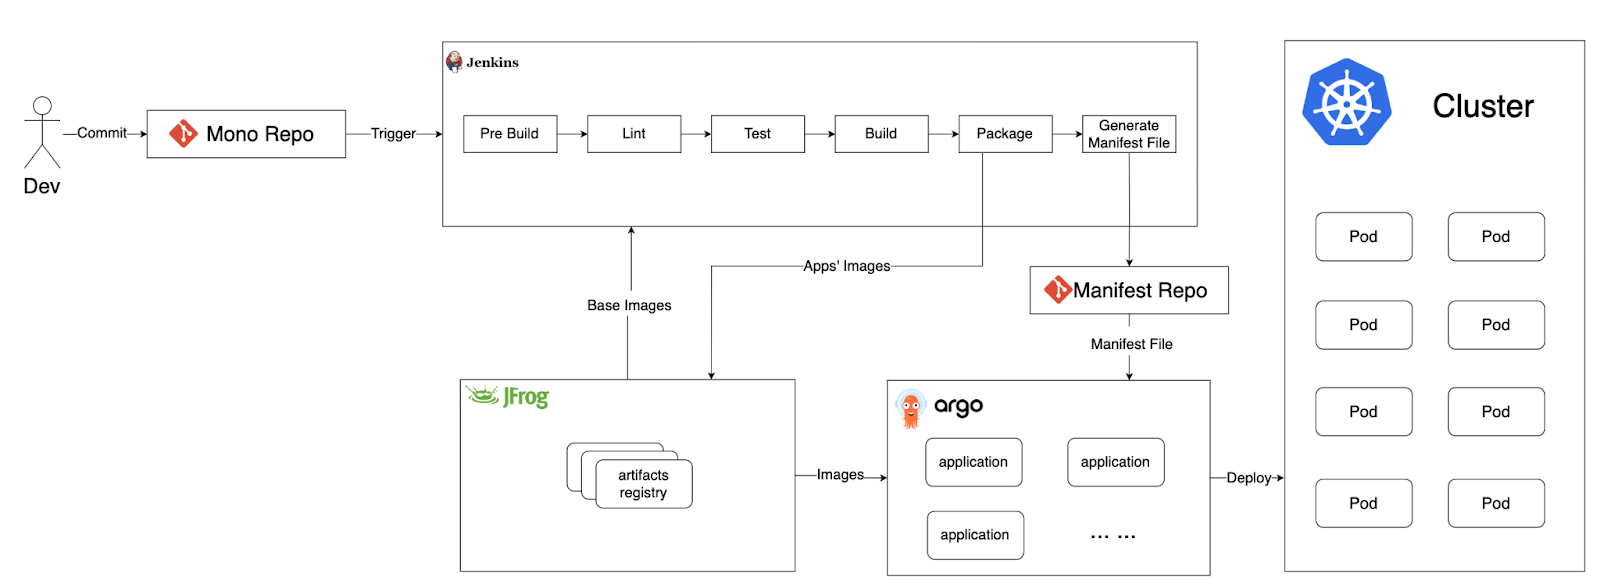 Jenkins
Cluster
Commit
Mono Repo
Trigger
Pre Build
Lint
Test
Build
Package
Generate
Manifest File
Dev
Apps' Images
Base Images
Manifest Repo
Manifest File
JFrog
artifacts
registry
Images
argo
application
application
application
... ...
Deploy
Pod
Pod
Pod
Pod
Pod
Pod
Pod
Pod